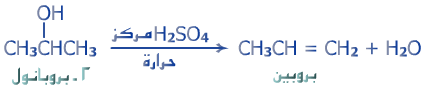 OH
CH3CHCH3 مركز H2SO4 CH3CH = CH2 + H2O
حرارة
٢ - بروبانول بروبين